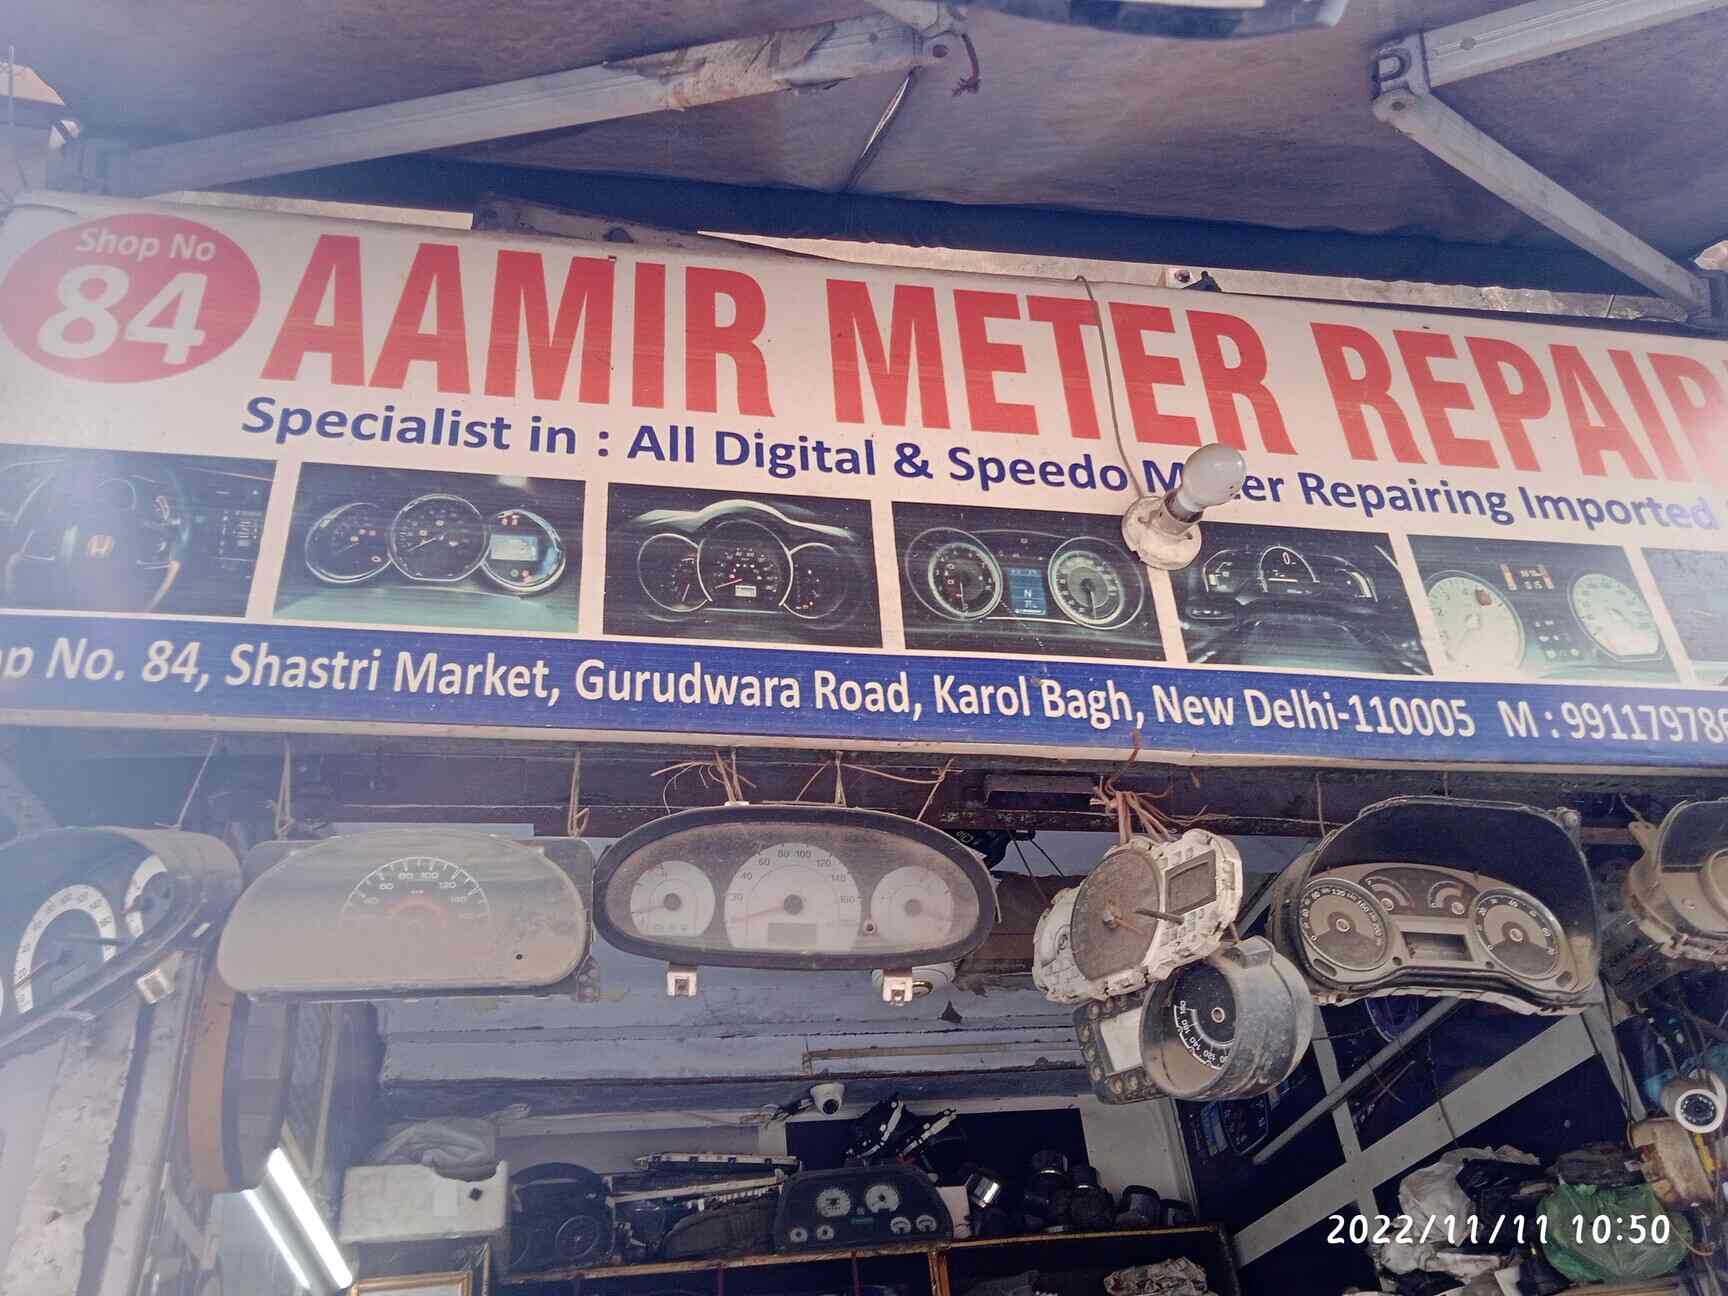 Shop No
84
AAMIR METER REPAIR
Specialist in : All Digital & Speedo Meter Repairing Imported
No. 84, Shastri Market, Gurudwara Road, Karol Bagh, New Delhi-110005 M : 99117978
2022/11/11 10:50